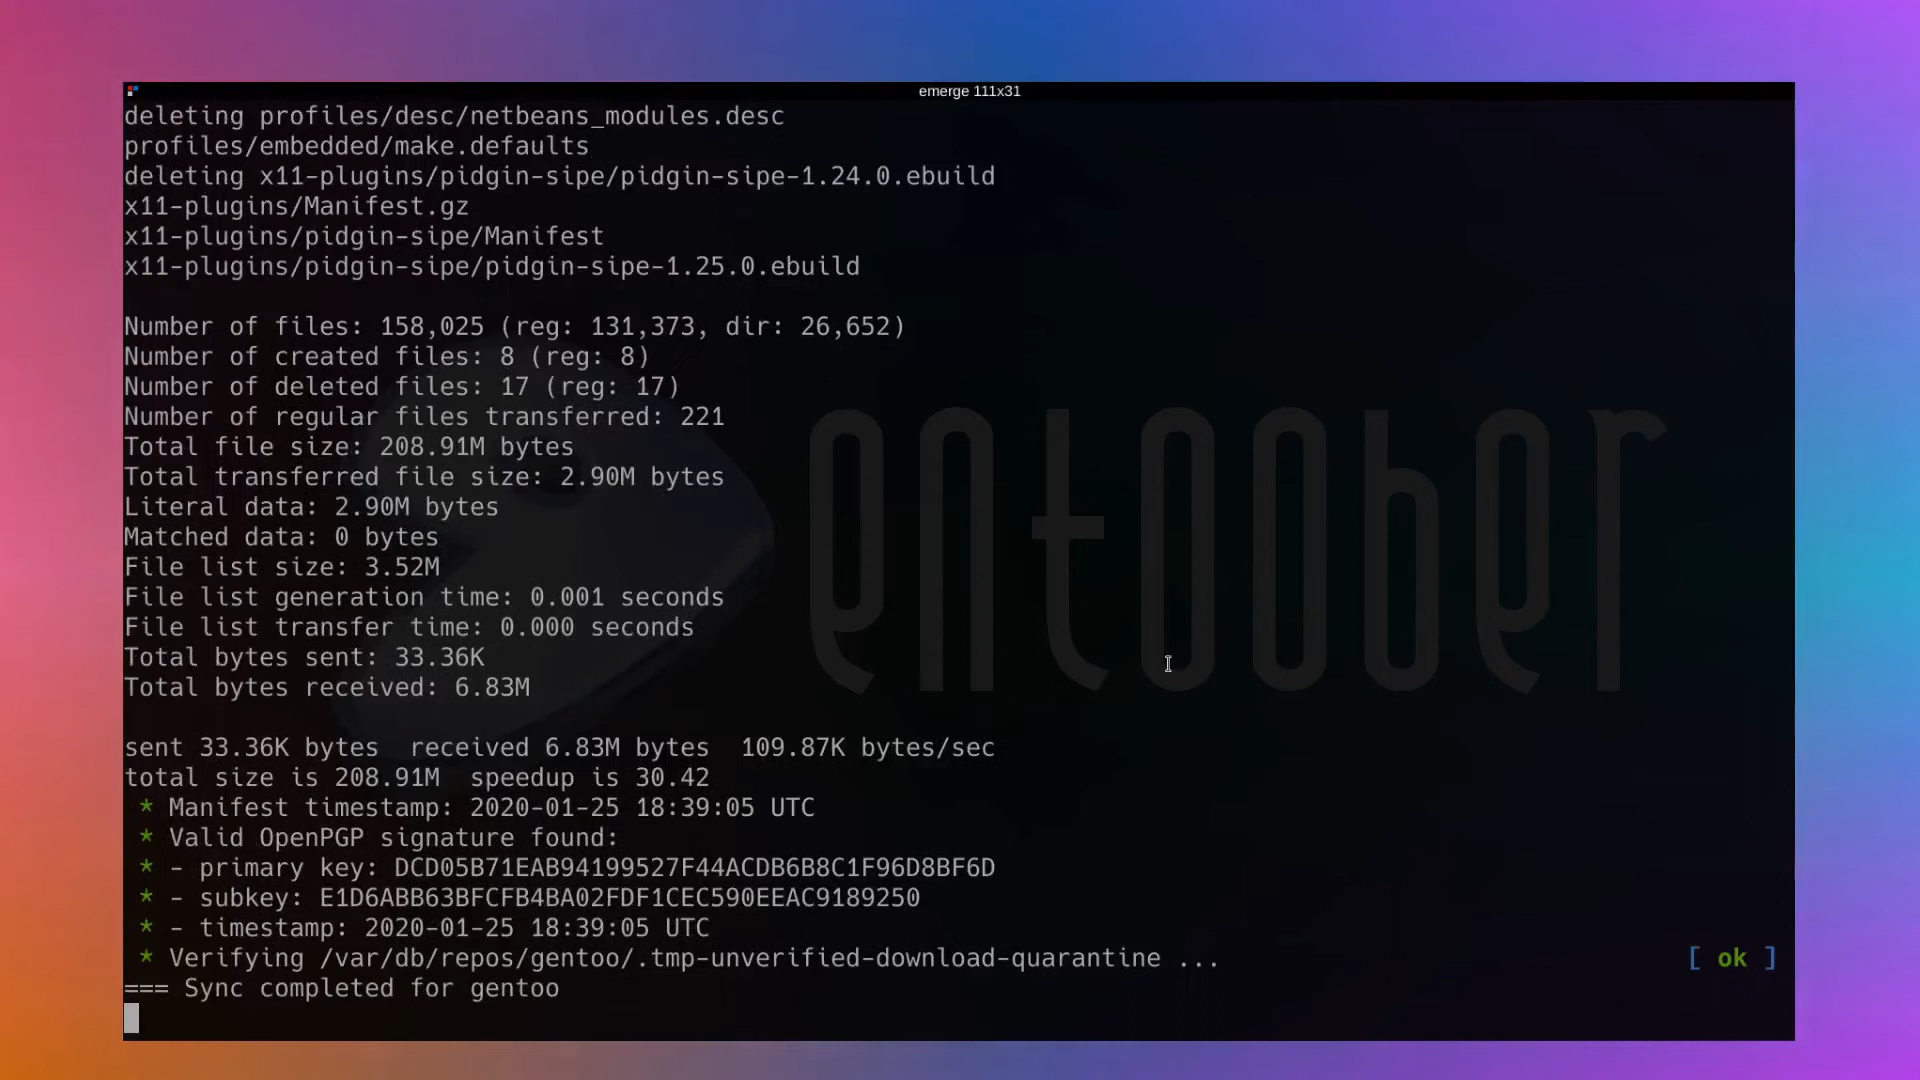 emerge 111x31
deleting profiles/desc/netbeans_modules.desc
profiles/embedded/make.defaults
deleting x11-plugins/pidgin-sipe/pidgin-sipe-1.24.0.ebuild
x11-plugins/Manifest.gz
x11-plugins/pidgin-sipe/Manifest
x11-plugins/pidgin-sipe/pidgin-sipe-1.25.0.ebuild
Number of files: 158,025 (reg: 131,373, dir: 26,652)
Number of created files: 8 (reg: 8)
Number of deleted files: 17 (reg: 17)
Number of regular files transferred: 221
Total file size: 208.91M bytes
Total transferred file size: 2.90M bytes
Literal data: 2.90M bytes
Matched data: 0 bytes
File list size: 3.52M
File list generation time: 0.001 seconds
File list transfer time: 0.000 seconds
Total bytes sent: 33.36K
Total bytes received: 6.83M
entoober
sent 33.36K bytes  received 6.83M bytes  109.87K bytes/sec
total size is 208.91M  speedup is 30.42
* Manifest timestamp: 2020-01-25 18:39:05 UTC
* Valid OpenPGP signature found:
* - primary key: DCD05B71EAB94199527F44ACDB6B8C1F96D8BF6D
* - subkey: E1D6ABB63BFCFB4BA02FDF1CEC590EEAC9189250
* - timestamp: 2020-01-25 18:39:05 UTC
* Verifying /var/db/repos/gentoo/.tmp-unverified-download-quarantine ... [ ok ]
=== Sync completed for gentoo